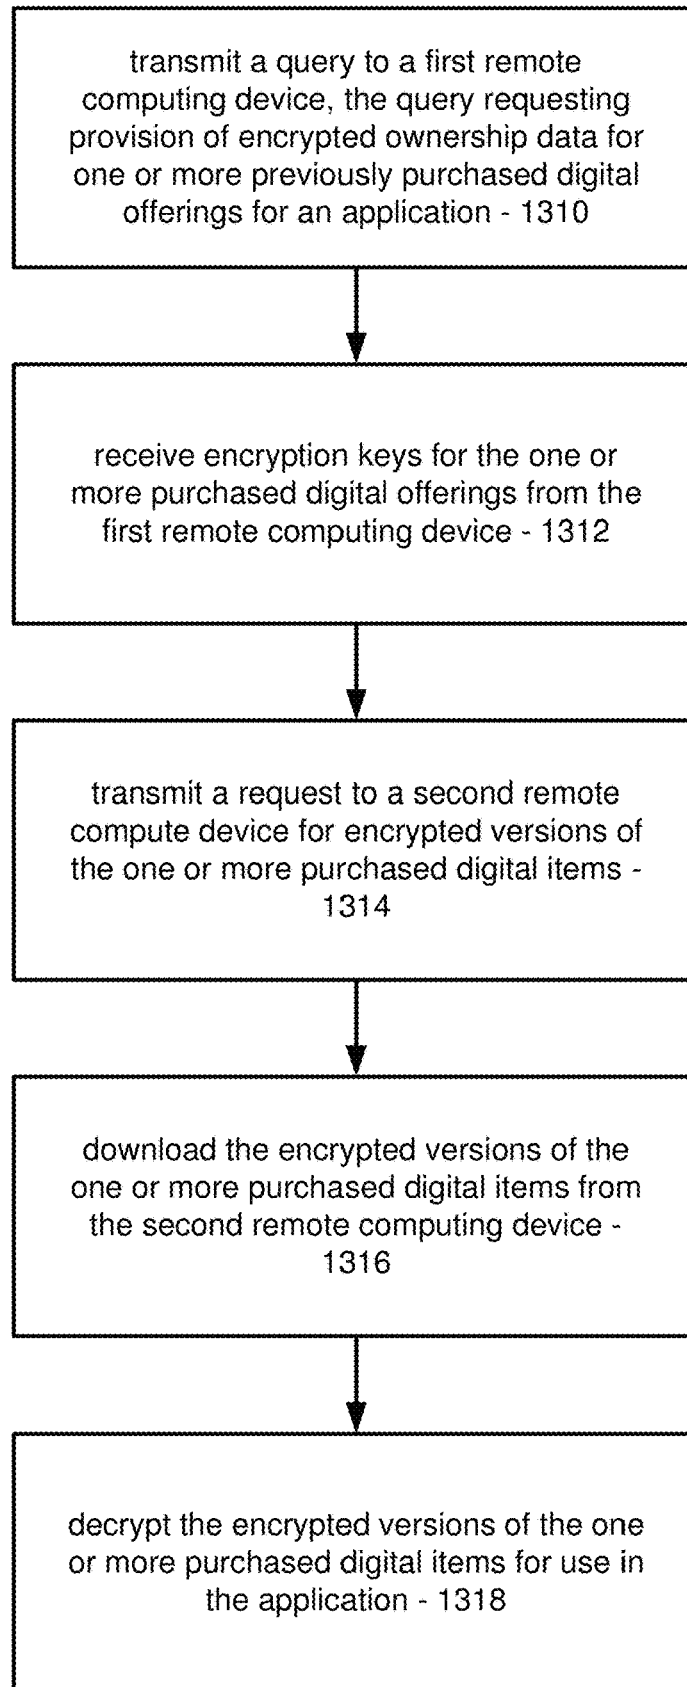 transmit a query to a first remote
computing device, the query requesting
provision of encrypted ownership data for
one or more previously purchased digital
offerings for an application - 1310
receive encryption keys for the one or
more purchased digital offerings from the
first remote computing device - 1312
transmit a request to a second remote
compute device for encrypted versions of
the one or more purchased digital items -
1314
download the encrypted versions of the
one or more purchased digital items from
the second remote computing device -
1316
decrypt the encrypted versions of the one
or more purchased digital items for use in
the application - 1318